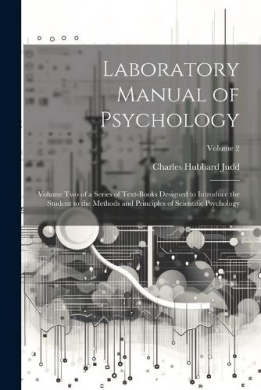 Laboratory
Manual of
Psychology
Charles Hubbard Judd
Volume Two of a Series of Text-Books Designed to Introduce the
Student to the Methods and Principles of Scientific Psychology
Volume 2